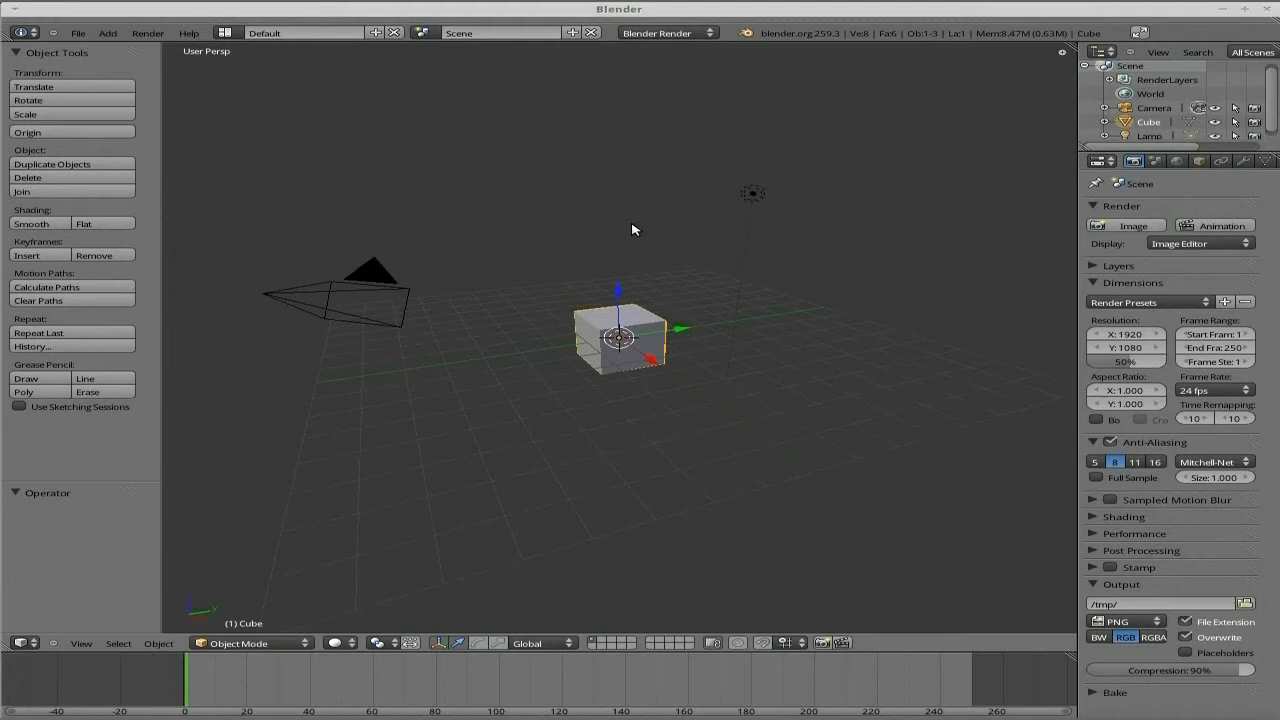 Blender
File Add Render Help Default Scene Blender Render blender.org 259.3 | Ve:8 | Fa:6 | Ob:1-3 | La:1 | Mem:8.47M (0.63M) | Cube
Object Tools
Transform:
Translate
Rotate
Scale
Origin
Object:
Duplicate Objects
Delete
Join
Shading:
Smooth Flat
Keyframes:
Insert Remove
Motion Paths:
Calculate Paths
Clear Paths
Repeat:
Repeat Last
History...
Grease Pencil:
Draw Line
Poly Erase
Use Sketching Sessions
Operator
User Persp
y
(1) Cube
View Select Object Object Mode Global
-40 -20 0 20 40 60 80 100 120 140 160 180 200 220 240 260
View Search All Scenes
Scene
RenderLayers
World
Camera
Cube
Lamp
Scene
Render
Image Animation
Display: Image Editor
Layers
Dimensions
Render Presets
Resolution: Frame Range:
X: 1920 Start Fram: 1
Y: 1080 End Fra: 250
50% Frame Ste: 1
Aspect Ratio: Frame Rate:
X: 1.000 24 fps
Y: 1.000 Time Remapping:
Bo Cro 10 10
Anti-Aliasing
5 8 11 16 Mitchell-Net
Full Sample Size: 1.000
Sampled Motion Blur
Shading
Performance
Post Processing
Stamp
Output
/tmp/
PNG File Extension
BW RGB RGBA Overwrite
Placeholders
Compression: 90%
Bake